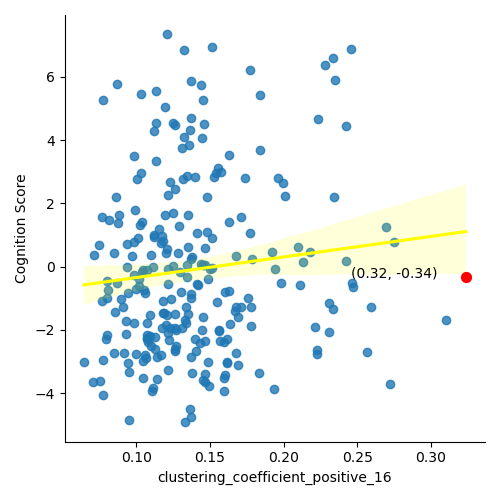 6
4
2
0
−2
−4
Cognition Score
(0.32, -0.34)
0.10 0.15 0.20 0.25 0.30
clustering_coefficient_positive_16